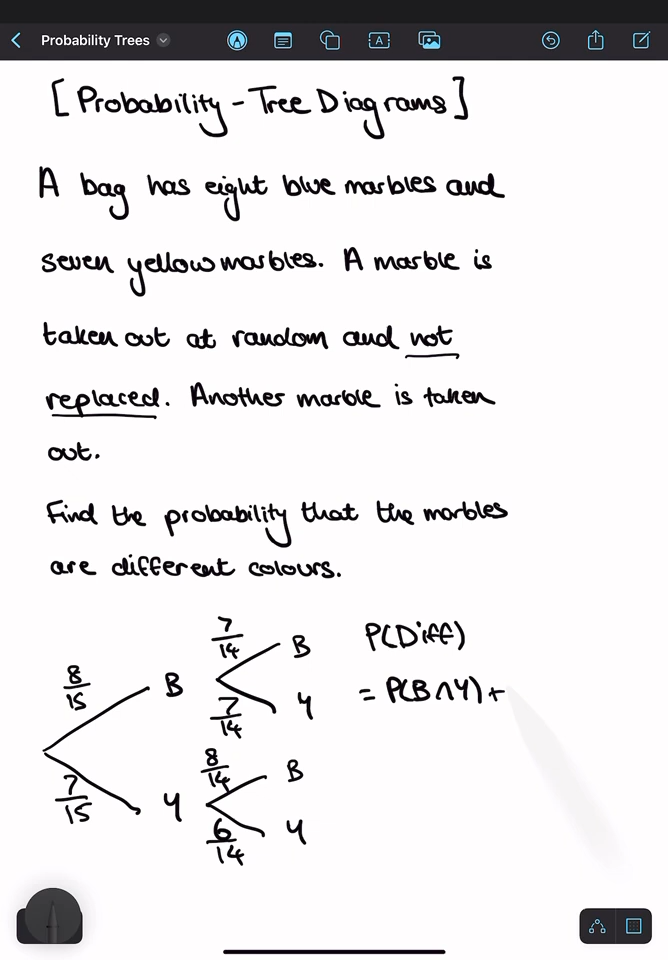 Probability Trees
[Probability - Tree Diagrams]
A bag has eight blue marbles and
seven yellow marbles. A marble is
taken out at random and not
replaced. Another marble is taken
out.
Find the probability that the marbles
are different colours.
8/15 B
7/14 B
7/14 Y
7/15 Y
8/14 B
6/14 Y
P(Diff)
= P(B∩Y) +